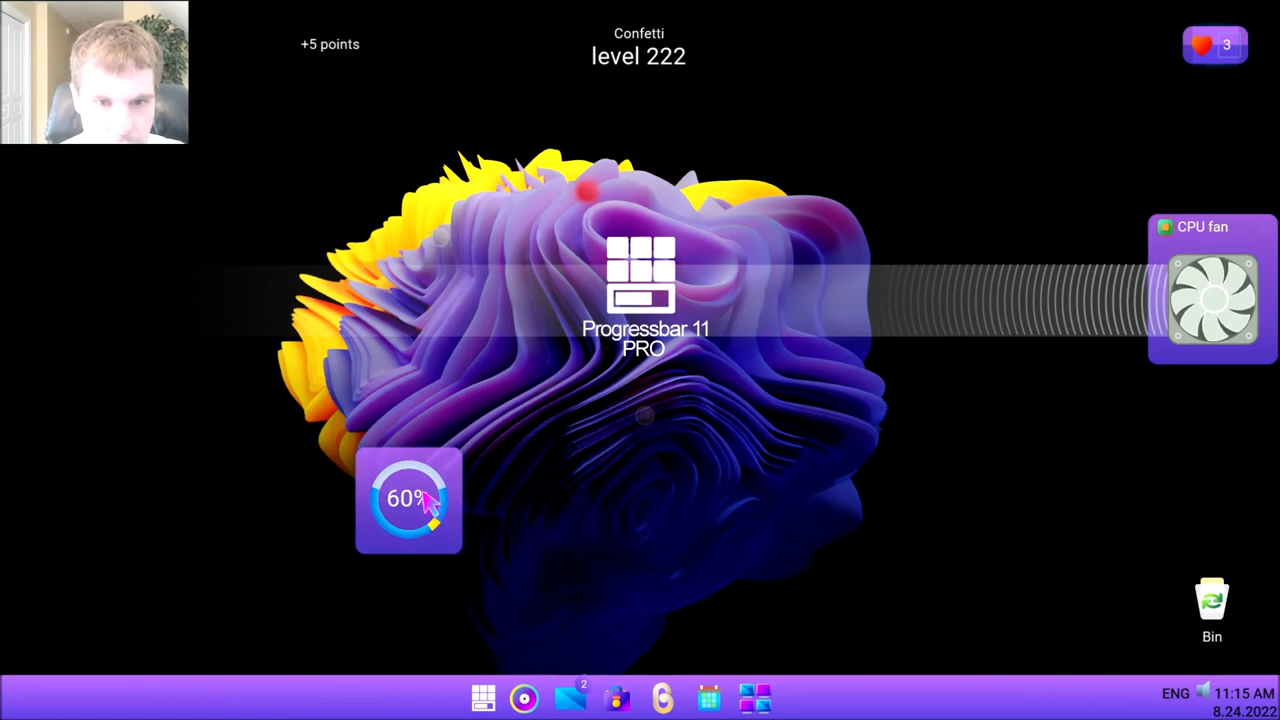 +5 points
Confetti
level 222
3
CPU fan
Progressbar 11
PRO
60%
Bin
2
ENG 11:15 AM
8.24.2022